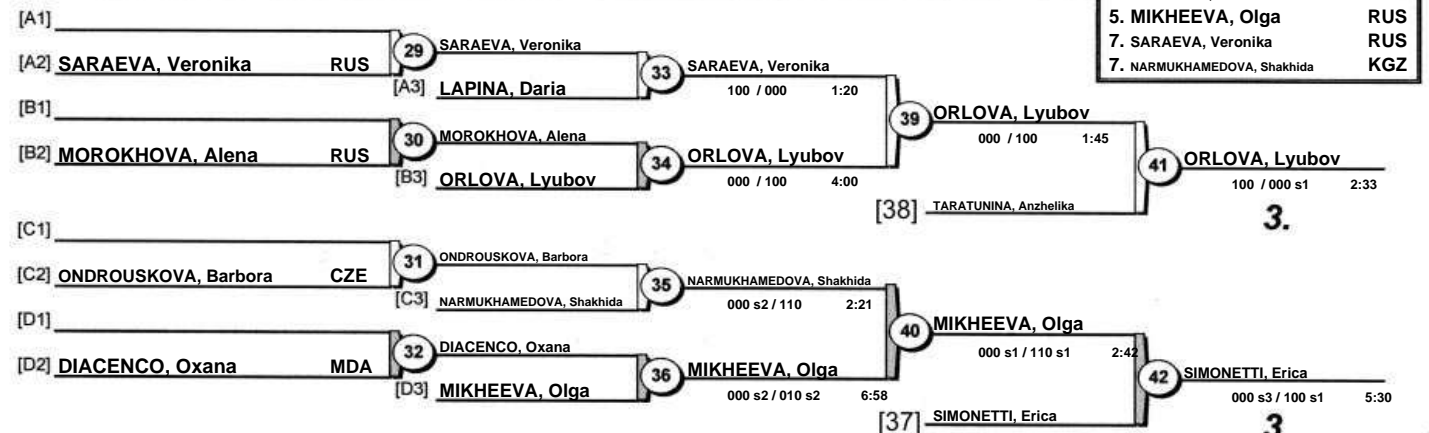 5. MIKHEEVA, Olga RUS
7. SARAEVA, Veronika RUS
7. NARMUKHAMEDOVA, Shakhida KGZ
[A1]
[A2] SARAEVA, Veronika RUS
29
SARAEVA, Veronika
[A3] LAPINA, Daria
33
SARAEVA, Veronika
100 / 000 1:20
[B1]
[B2] MOROKHOVA, Alena RUS
30
MOROKHOVA, Alena
[B3] ORLOVA, Lyubov
34
ORLOVA, Lyubov
000 / 100 4:00
39
ORLOVA, Lyubov
000 / 100 1:45
[38] TARATUNINA, Anzhelika
41
ORLOVA, Lyubov
100 / 000 s1 2:33
3.
[C1]
[C2] ONDROUSKOVA, Barbora CZE
31
ONDROUSKOVA, Barbora
[C3] NARMUKHAMEDOVA, Shakhida
35
NARMUKHAMEDOVA, Shakhida
000 s2 / 110 2:21
[D1]
[D2] DIACENCO, Oxana MDA
32
DIACENCO, Oxana
[D3] MIKHEEVA, Olga
36
MIKHEEVA, Olga
000 s2 / 010 s2 6:58
40
MIKHEEVA, Olga
000 s1 / 110 s1 2:42
[37] SIMONETTI, Erica
42
SIMONETTI, Erica
000 s3 / 100 s1 5:30
3